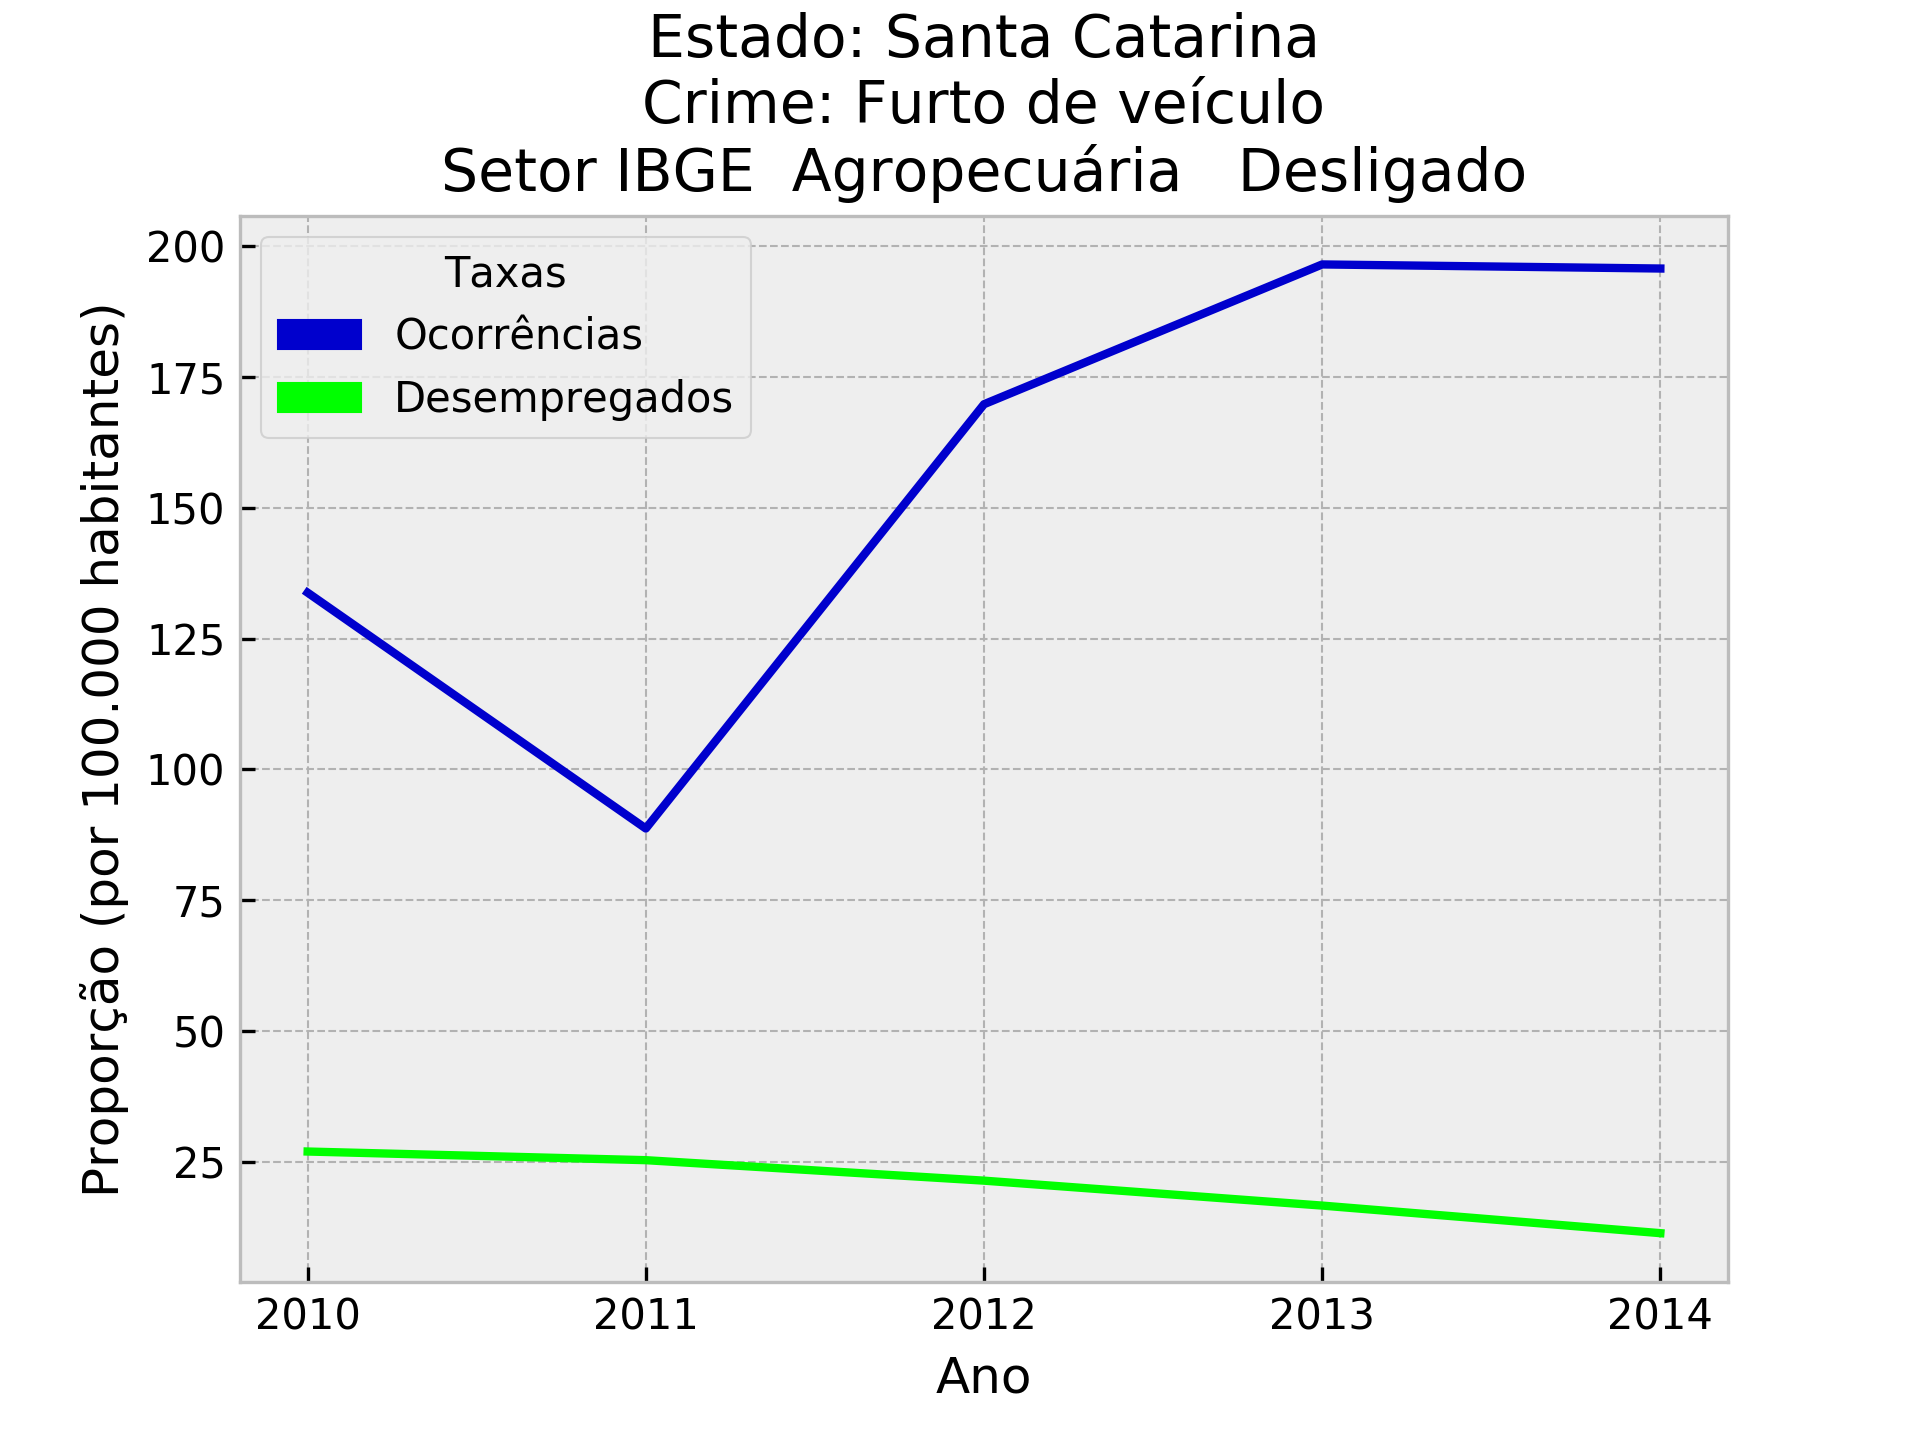 Estado: Santa Catarina
Crime: Furto de veículo
Setor IBGE  Agropecuária   Desligado
Proporção (por 100.000 habitantes)
200
175
150
125
100
75
50
25
Taxas
Ocorrências
Desempregados
2010 2011 2012 2013 2014
Ano